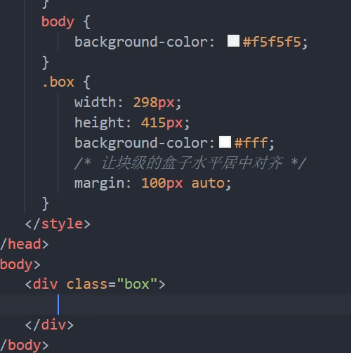 }
body {
background-color: #f5f5f5;
}
.box {
width: 298px;
height: 415px;
background-color: #fff;
/* 让块级的盒子水平居中对齐 */
margin: 100px auto;
}
</style>
/head>
body>
<div class="box">
</div>
/body>